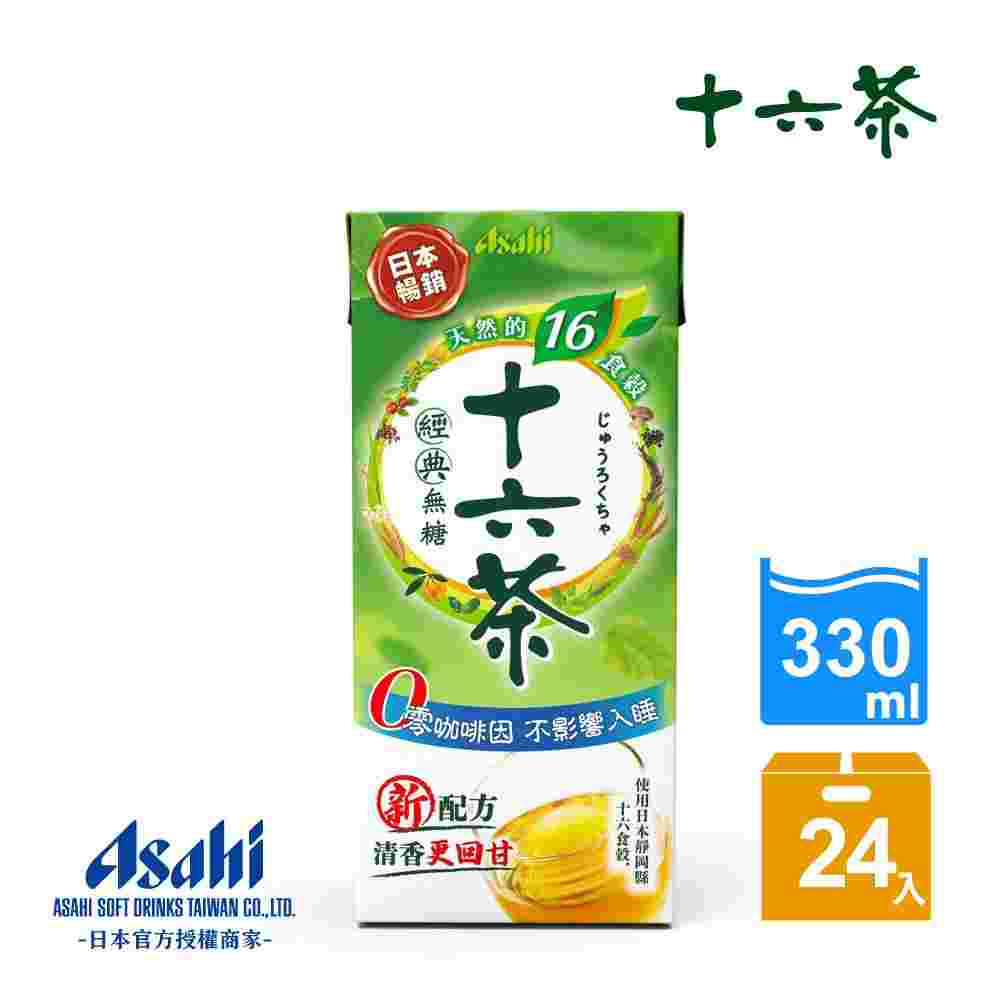 十六茶
Asahi
日本
暢銷
天然的16食穀
十六茶
じゅうろくちゃ
經典無糖
0零咖啡因 不影響入睡
新配方
清香更回甘
使用日本靜岡縣
十六食穀。
330
ml
24入
Asahi
ASAHI SOFT DRINKS TAIWAN CO.,LTD.
-日本官方授權商家-